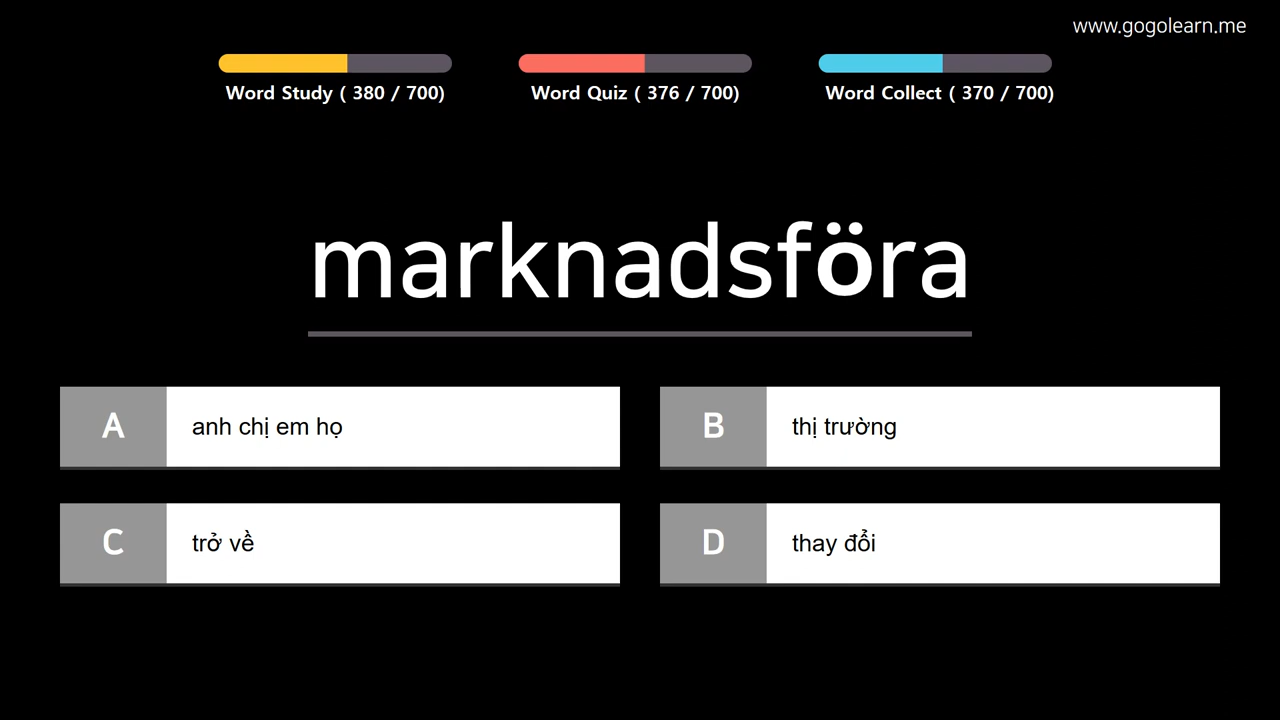 www.gogolearn.me
Word Study ( 380 / 700)
Word Quiz ( 376 / 700)
Word Collect ( 370 / 700)
marknadsföra
A anh chị em họ
B thị trường
C trở về
D thay đổi